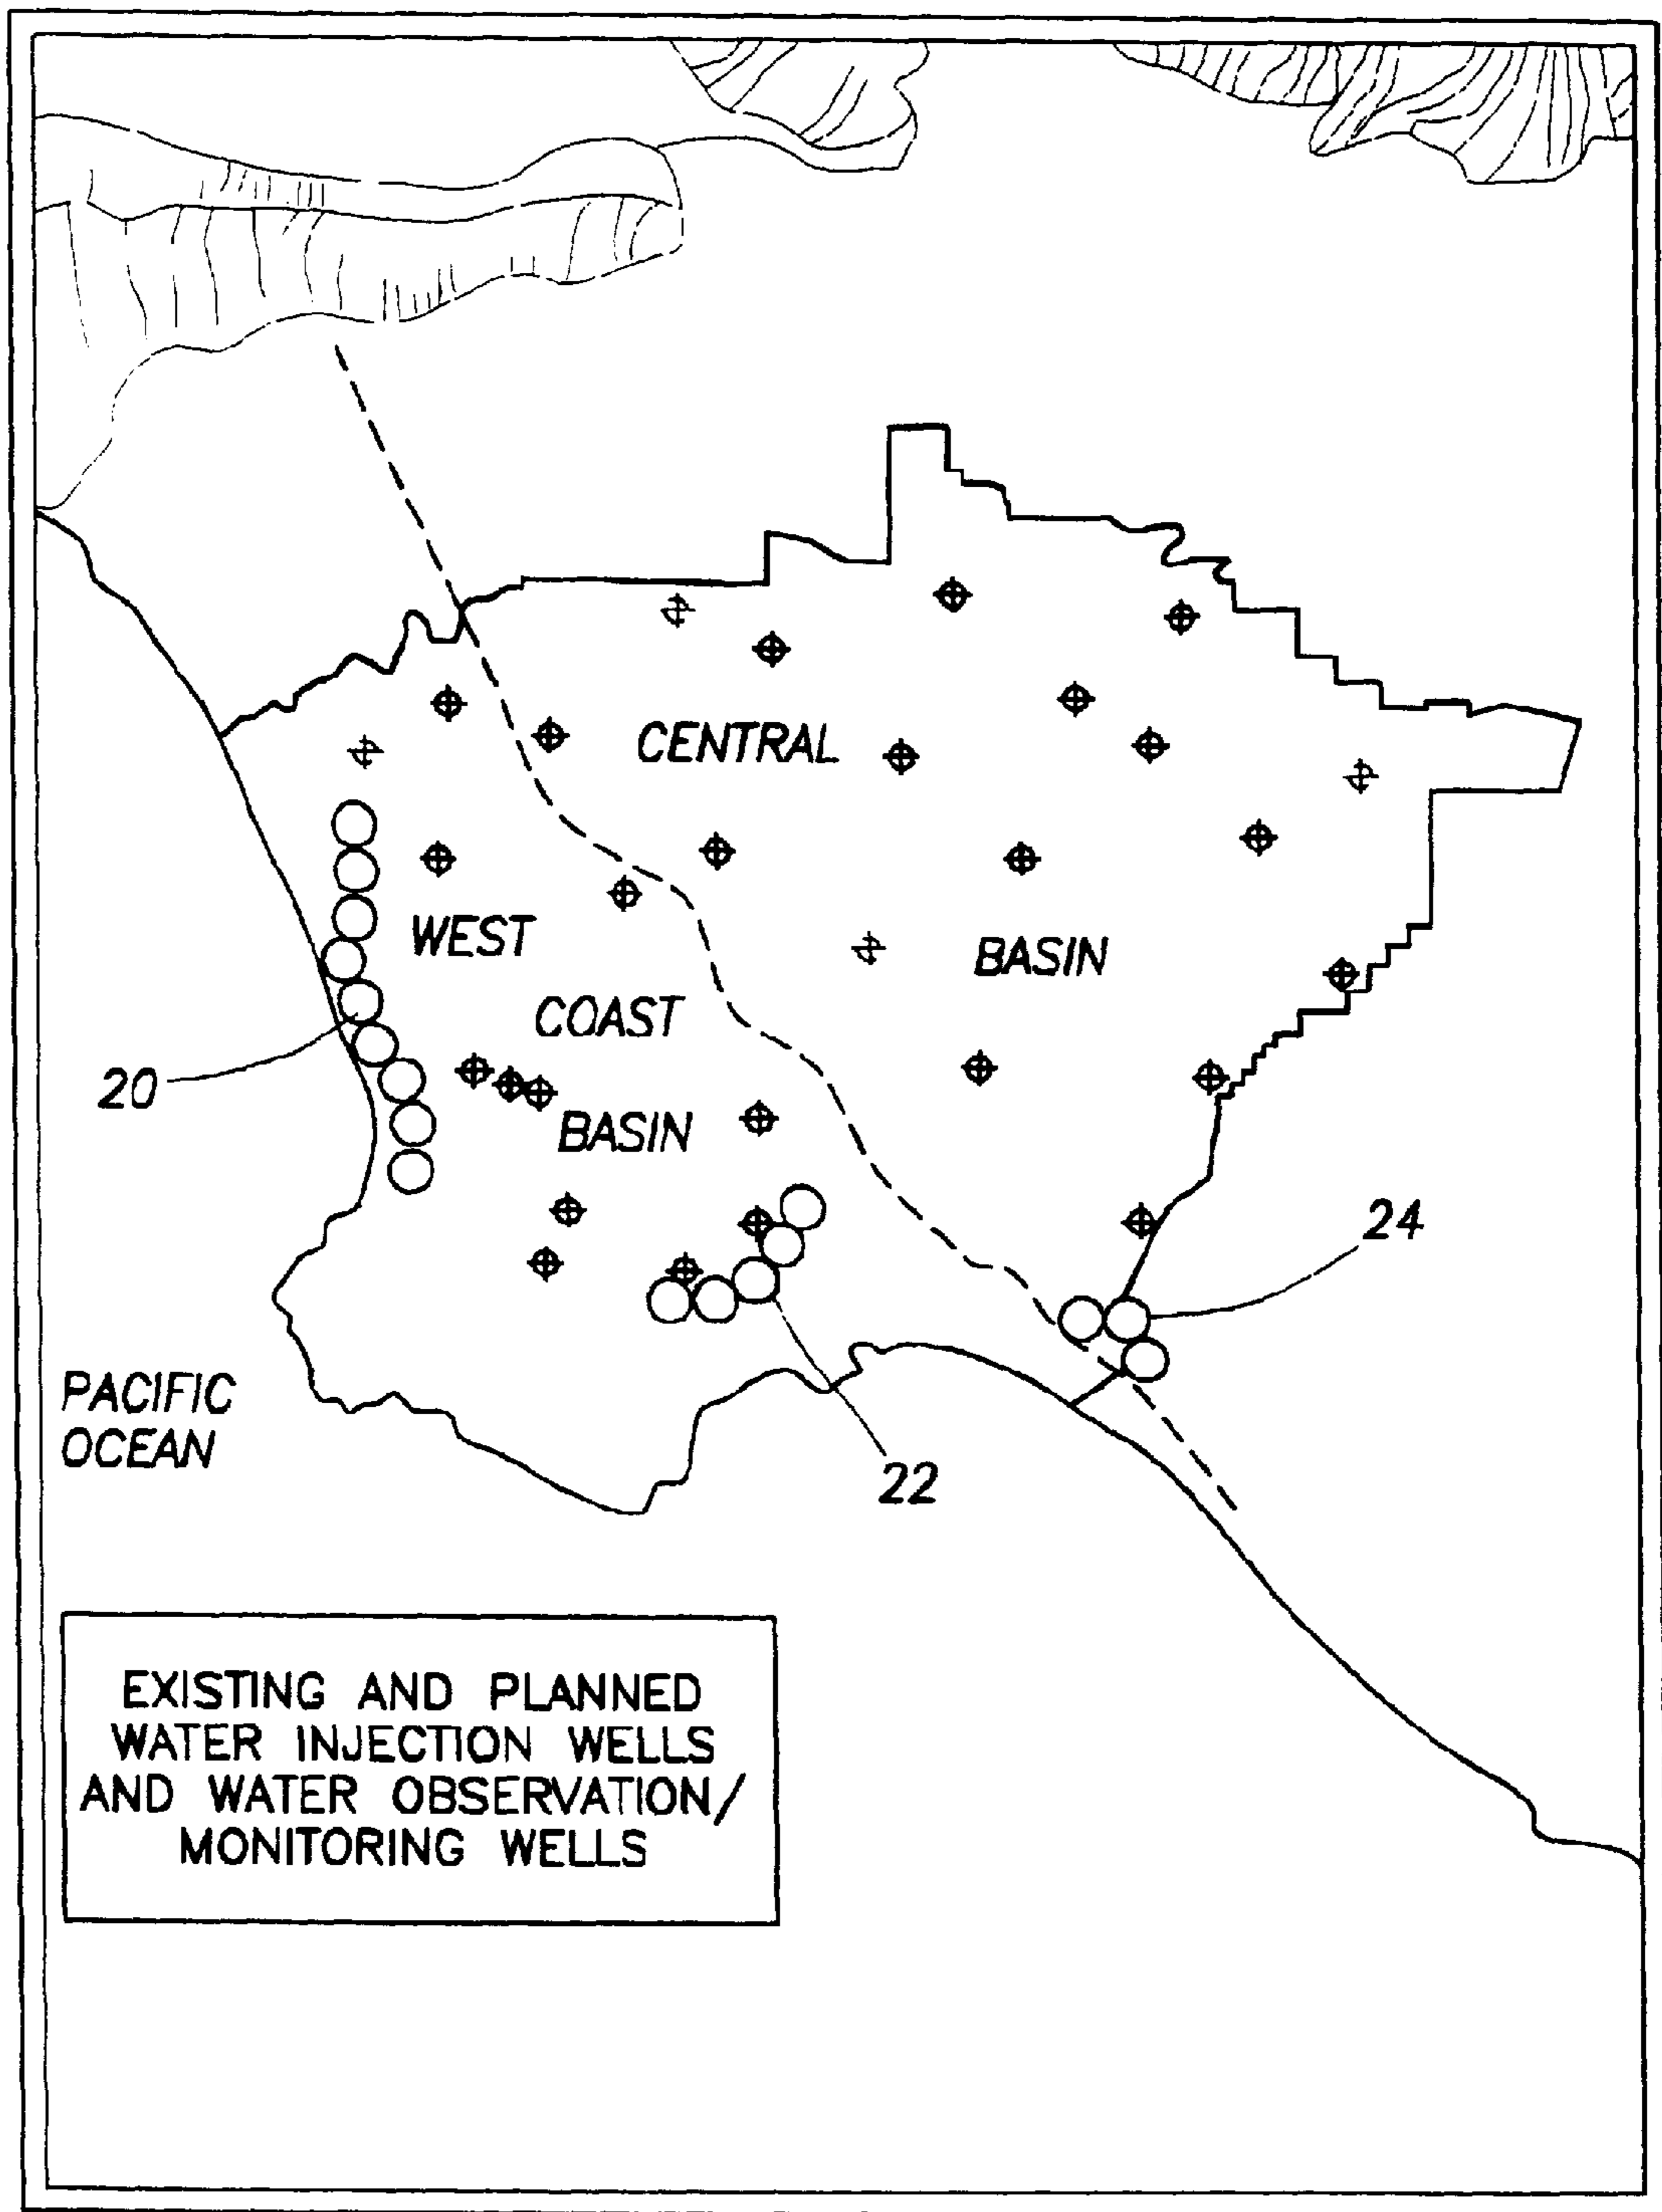 CENTRAL
WEST
BASIN
COAST
20
BASIN
24
PACIFIC
OCEAN
22
EXISTING AND PLANNED
WATER INJECTION WELLS
AND WATER OBSERVATION/
MONITORING WELLS